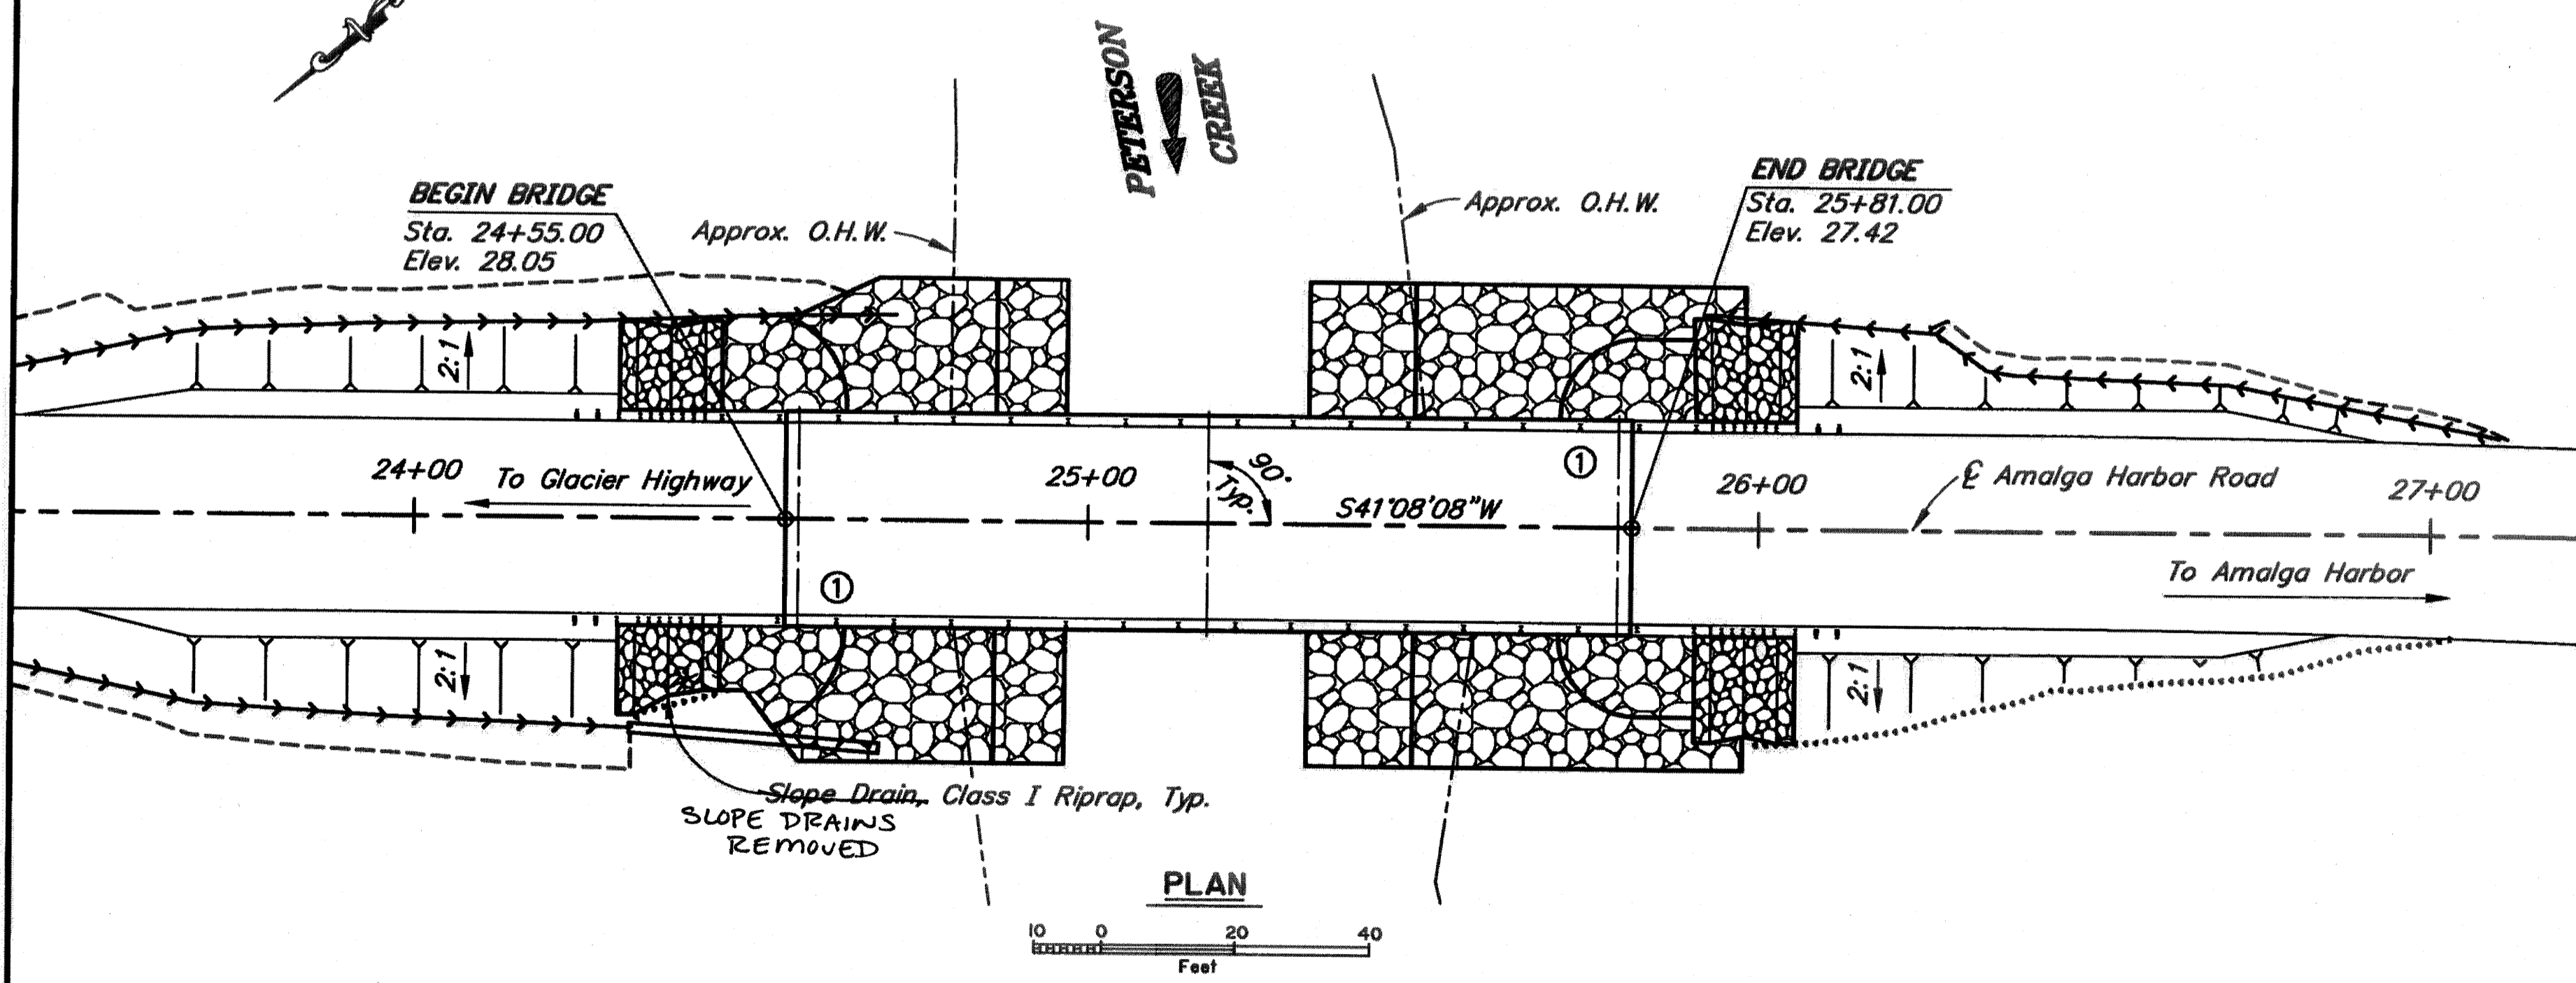 PETERSON
CREEK
BEGIN BRIDGE
Sta. 24+55.00
Elev. 28.05
Approx. O.H.W.
Approx. O.H.W.
END BRIDGE
Sta. 25+81.00
Elev. 27.42
2:1
2:1
24+00
To Glacier Highway
25+00
90°
Typ.
S41°08'08"W
1
26+00
℄ Amalga Harbor Road
27+00
To Amalga Harbor
1
2:1
2:1
Slope Drain, Class I Riprap, Typ.
SLOPE DRAINS
REMOVED
PLAN
10 0 20 40
Feet